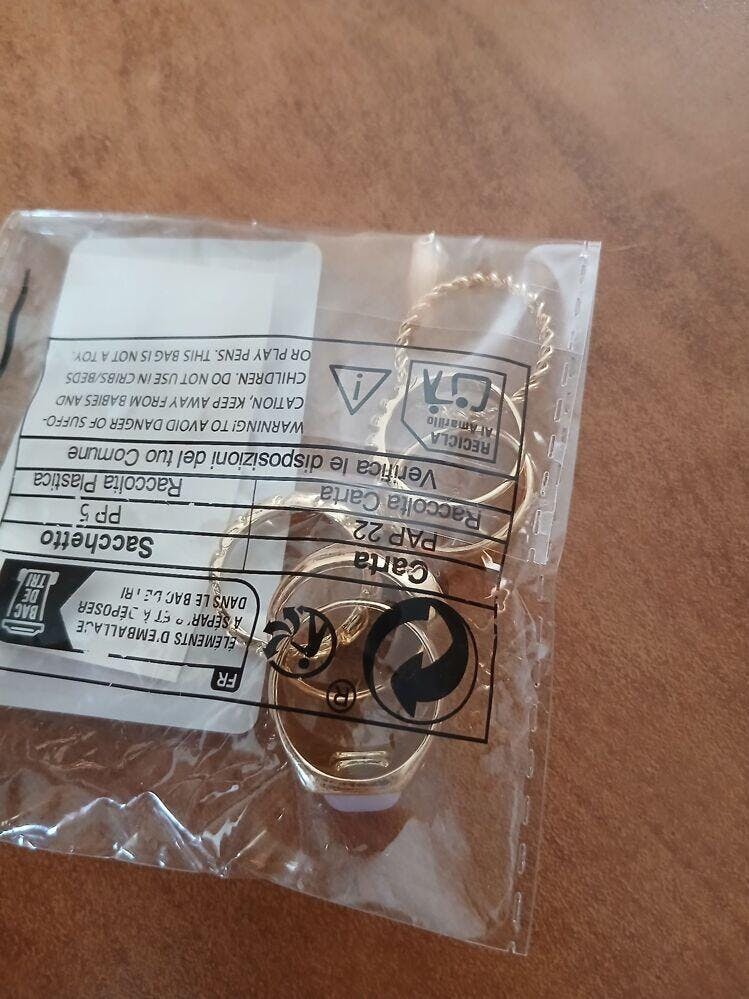 ®
FR
ÉLÉMENTS D'EMBALLAGE
À SÉPARER ET À DÉPOSER
DANS LE BAC DE TRI
BAC
DE
TRI
Carta Sacchetto
PAP 22 PP 5
Raccolta Carta Raccolta Plastica
Verifica le disposizioni del tuo Comune
RECICLA
Al Amarillo
WARNING! TO AVOID DANGER OF SUFFO-
CATION, KEEP AWAY FROM BABIES AND
CHILDREN. DO NOT USE IN CRIBS/BEDS
OR PLAY PENS. THIS BAG IS NOT A TOY.